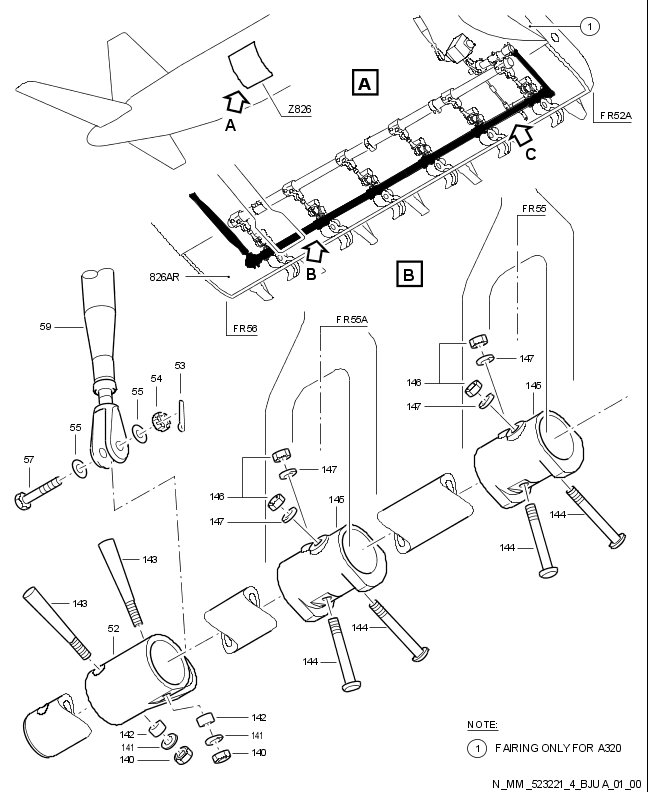 1
A
Z826
A
FR52A
C
B
826AR
B
FR55
FR56
FR55A
59
53
54
55
55
57
146
147
147
145
146
147
147
145
144
144
143
143
52
144
144
142
141
140
142
141
140
NOTE:
1 FAIRING ONLY FOR A320
N_MM_523221_4_BJUA_01_00